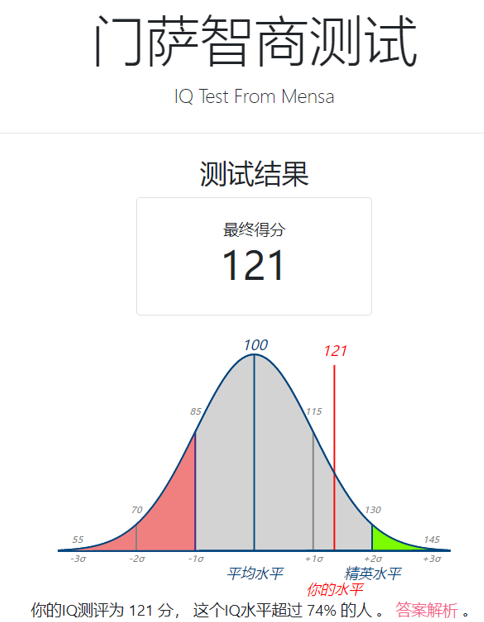 门萨智商测试
IQ Test From Mensa
测试结果
最终得分
121
100
121
85
115
70
130
55
145
-3σ -2σ -1σ +1σ +2σ +3σ
平均水平 精英水平
你的水平
你的IQ测评为 121 分， 这个IQ水平超过 74% 的人 。 答案解析 。